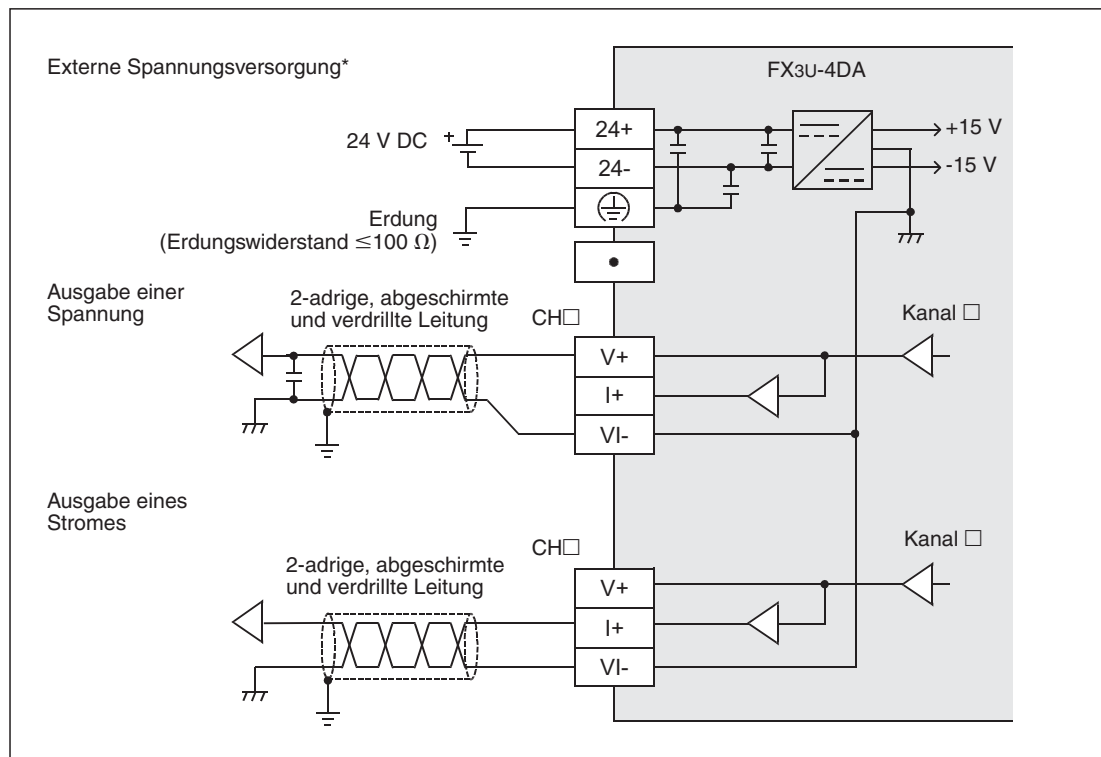 Externe Spannungsversorgung*
FX3U-4DA
24 V DC
+
24+
24-
+15 V
-15 V
Erdung
(Erdungswiderstand ≤100 Ω)
Ausgabe einer
Spannung
2-adrige, abgeschirmte
und verdrillte Leitung
CH□
Kanal □
V+
I+
VI-
Ausgabe eines
Stromes
2-adrige, abgeschirmte
und verdrillte Leitung
CH□
Kanal □
V+
I+
VI-